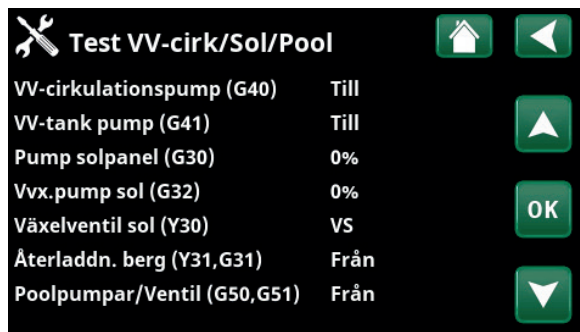 Test VV-cirk/Sol/Pool
VV-cirkulationspump (G40) Till
VV-tank pump (G41) Till
Pump solpanel (G30) 0%
Vvx.pump sol (G32) 0%
Växelventil sol (Y30) VS
OK
Återladdn. berg (Y31,G31) Från
Poolpumpar/Ventil (G50,G51) Från